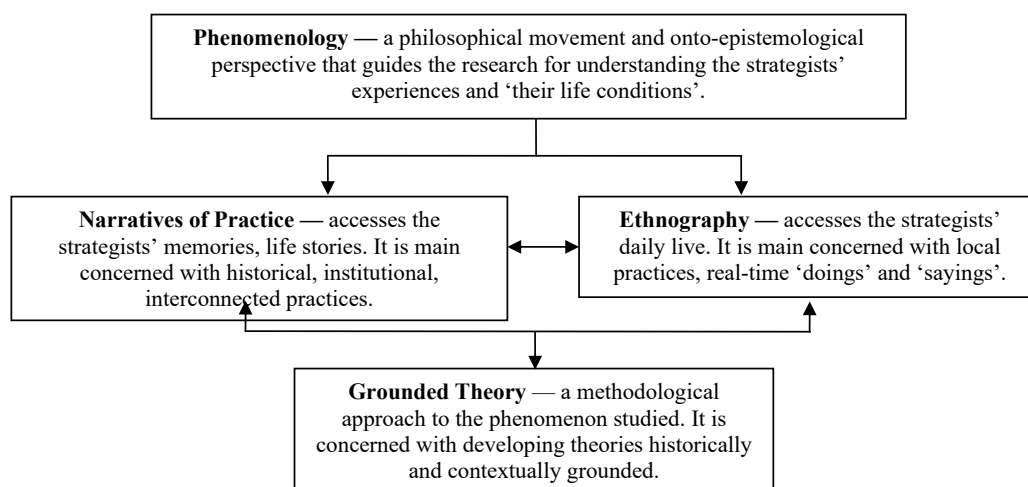 Phenomenology — a philosophical movement and onto-epistemological
perspective that guides the research for understanding the strategists’
experiences and ‘their life conditions’.
Narratives of Practice — accesses the
strategists’ memories, life stories. It is main
concerned with historical, institutional,
interconnected practices.
Ethnography — accesses the strategists’
daily live. It is main concerned with local
practices, real-time ‘doings’ and ‘sayings’.
Grounded Theory — a methodological
approach to the phenomenon studied. It is
concerned with developing theories historically
and contextually grounded.